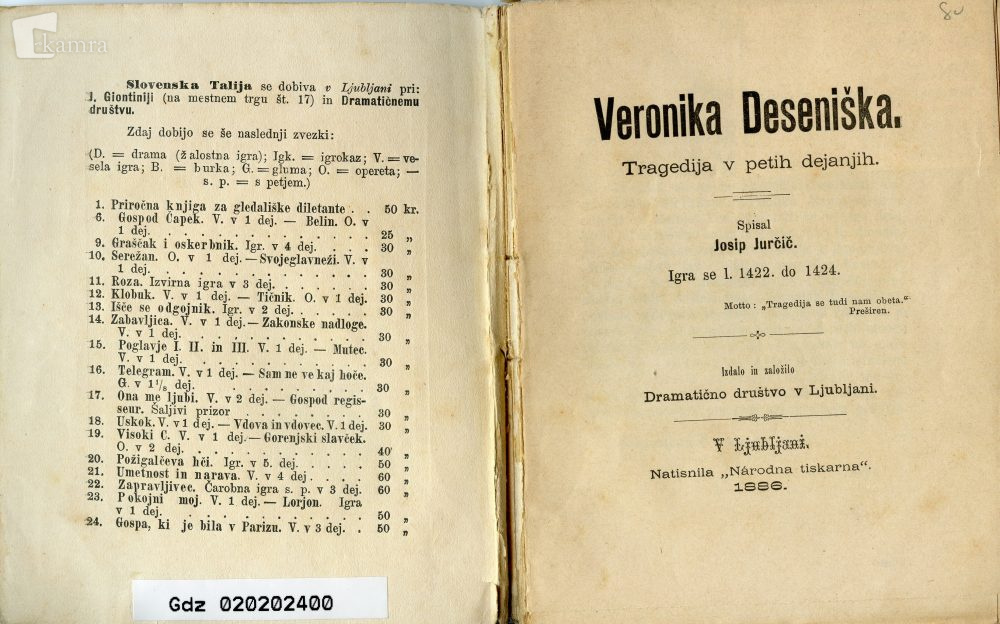 kamra
Slovenska Talija se dobiva v Ljubljani pri:
J. Giontiniji (na mestnem trgu št. 17) in Dramatičnemu
društvu.
Zdaj dobijo se še naslednji zvezki:
(D. = drama (žalostna igra); Igk. = igrokaz; V. = ve-
sela igra; B. = burka; G. = gluma; O. = opereta; —
s. p. = s petjem.)
1. Priročna knjiga za gledališke diletante . . 50 kr.
6. Gospod Čapek. V. v 1 dej. — Belin. O. v
1 dej. . . . . . . . . . . . . 25 „
9. Graščak i oskerbnik. Igr. v 4 dej. . . . . 30 „
10. Serežan. O. v 1 dej. — Svojeglavneži. V. v
1 dej. . . . . . . . . . . . . 30 „
11. Roza. Izvirna igra v 3 dej. . . . . . . 30 „
12. Klobuk. V. v 1 dej. — Tičnik. O. v 1 dej. 30 „
13. Išče se odgojnik. Igr. v 2 dej. . . . . . 30 „
14. Zabavljica. V. v 1 dej. — Zakonske nadloge.
V. v 1 dej. . . . . . . . . . . . 30 „
15. Poglavje I. II in III. V. 1 dej. — Mutec.
V. v 1 dej. . . . . . . . . . . . 30 „
16. Telegram. V. v 1 dej. — Sam ne ve kaj hoče.
G. v 1 1/8 dej. . . . . . . . . . . 30 „
17. Ona me ljubi. V. v 2 dej. — Gospod regis-
seur. Šaljivi prizor . . . . . . . . 30 „
18. Uskok. V. v 1 dej. — Vdova in vdovec. V. 1 dej. 30 „
19. Visoki C. V. v 1 dej. — Gorenjski slavček.
O. v 2 dej. . . . . . . . . . . . 40 „
20. Požigalčeva hči. Igr. v 5. dej. . . . . . 50 „
21. Umetnost in narava. V. v 4 dej . . . . . 60 „
22. Zapravljivec. Čarobna igra s. p. v 3 dej. 60 „
23. Pokojni moj. V. 1 dej. — Lorjon. Igra
v 1 dej. . . . . . . . . . . . . 50 „
24. Gospa, ki je bila v Parizu. V. v 3 dej. . 50 „
Gdz 020202400
80
Veronika Deseniška.
Tragedija v petih dejanjih.
Spisal
Josip Jurčič.
Igra se l. 1422. do 1424.
Motto: „Tragedija se tudi nam obeta.“
Preširen.
Izdalo in založilo
Dramatično društvo v Ljubljani.
V Ljubljani.
Natisnila „Národna tiskarna“.
1886.